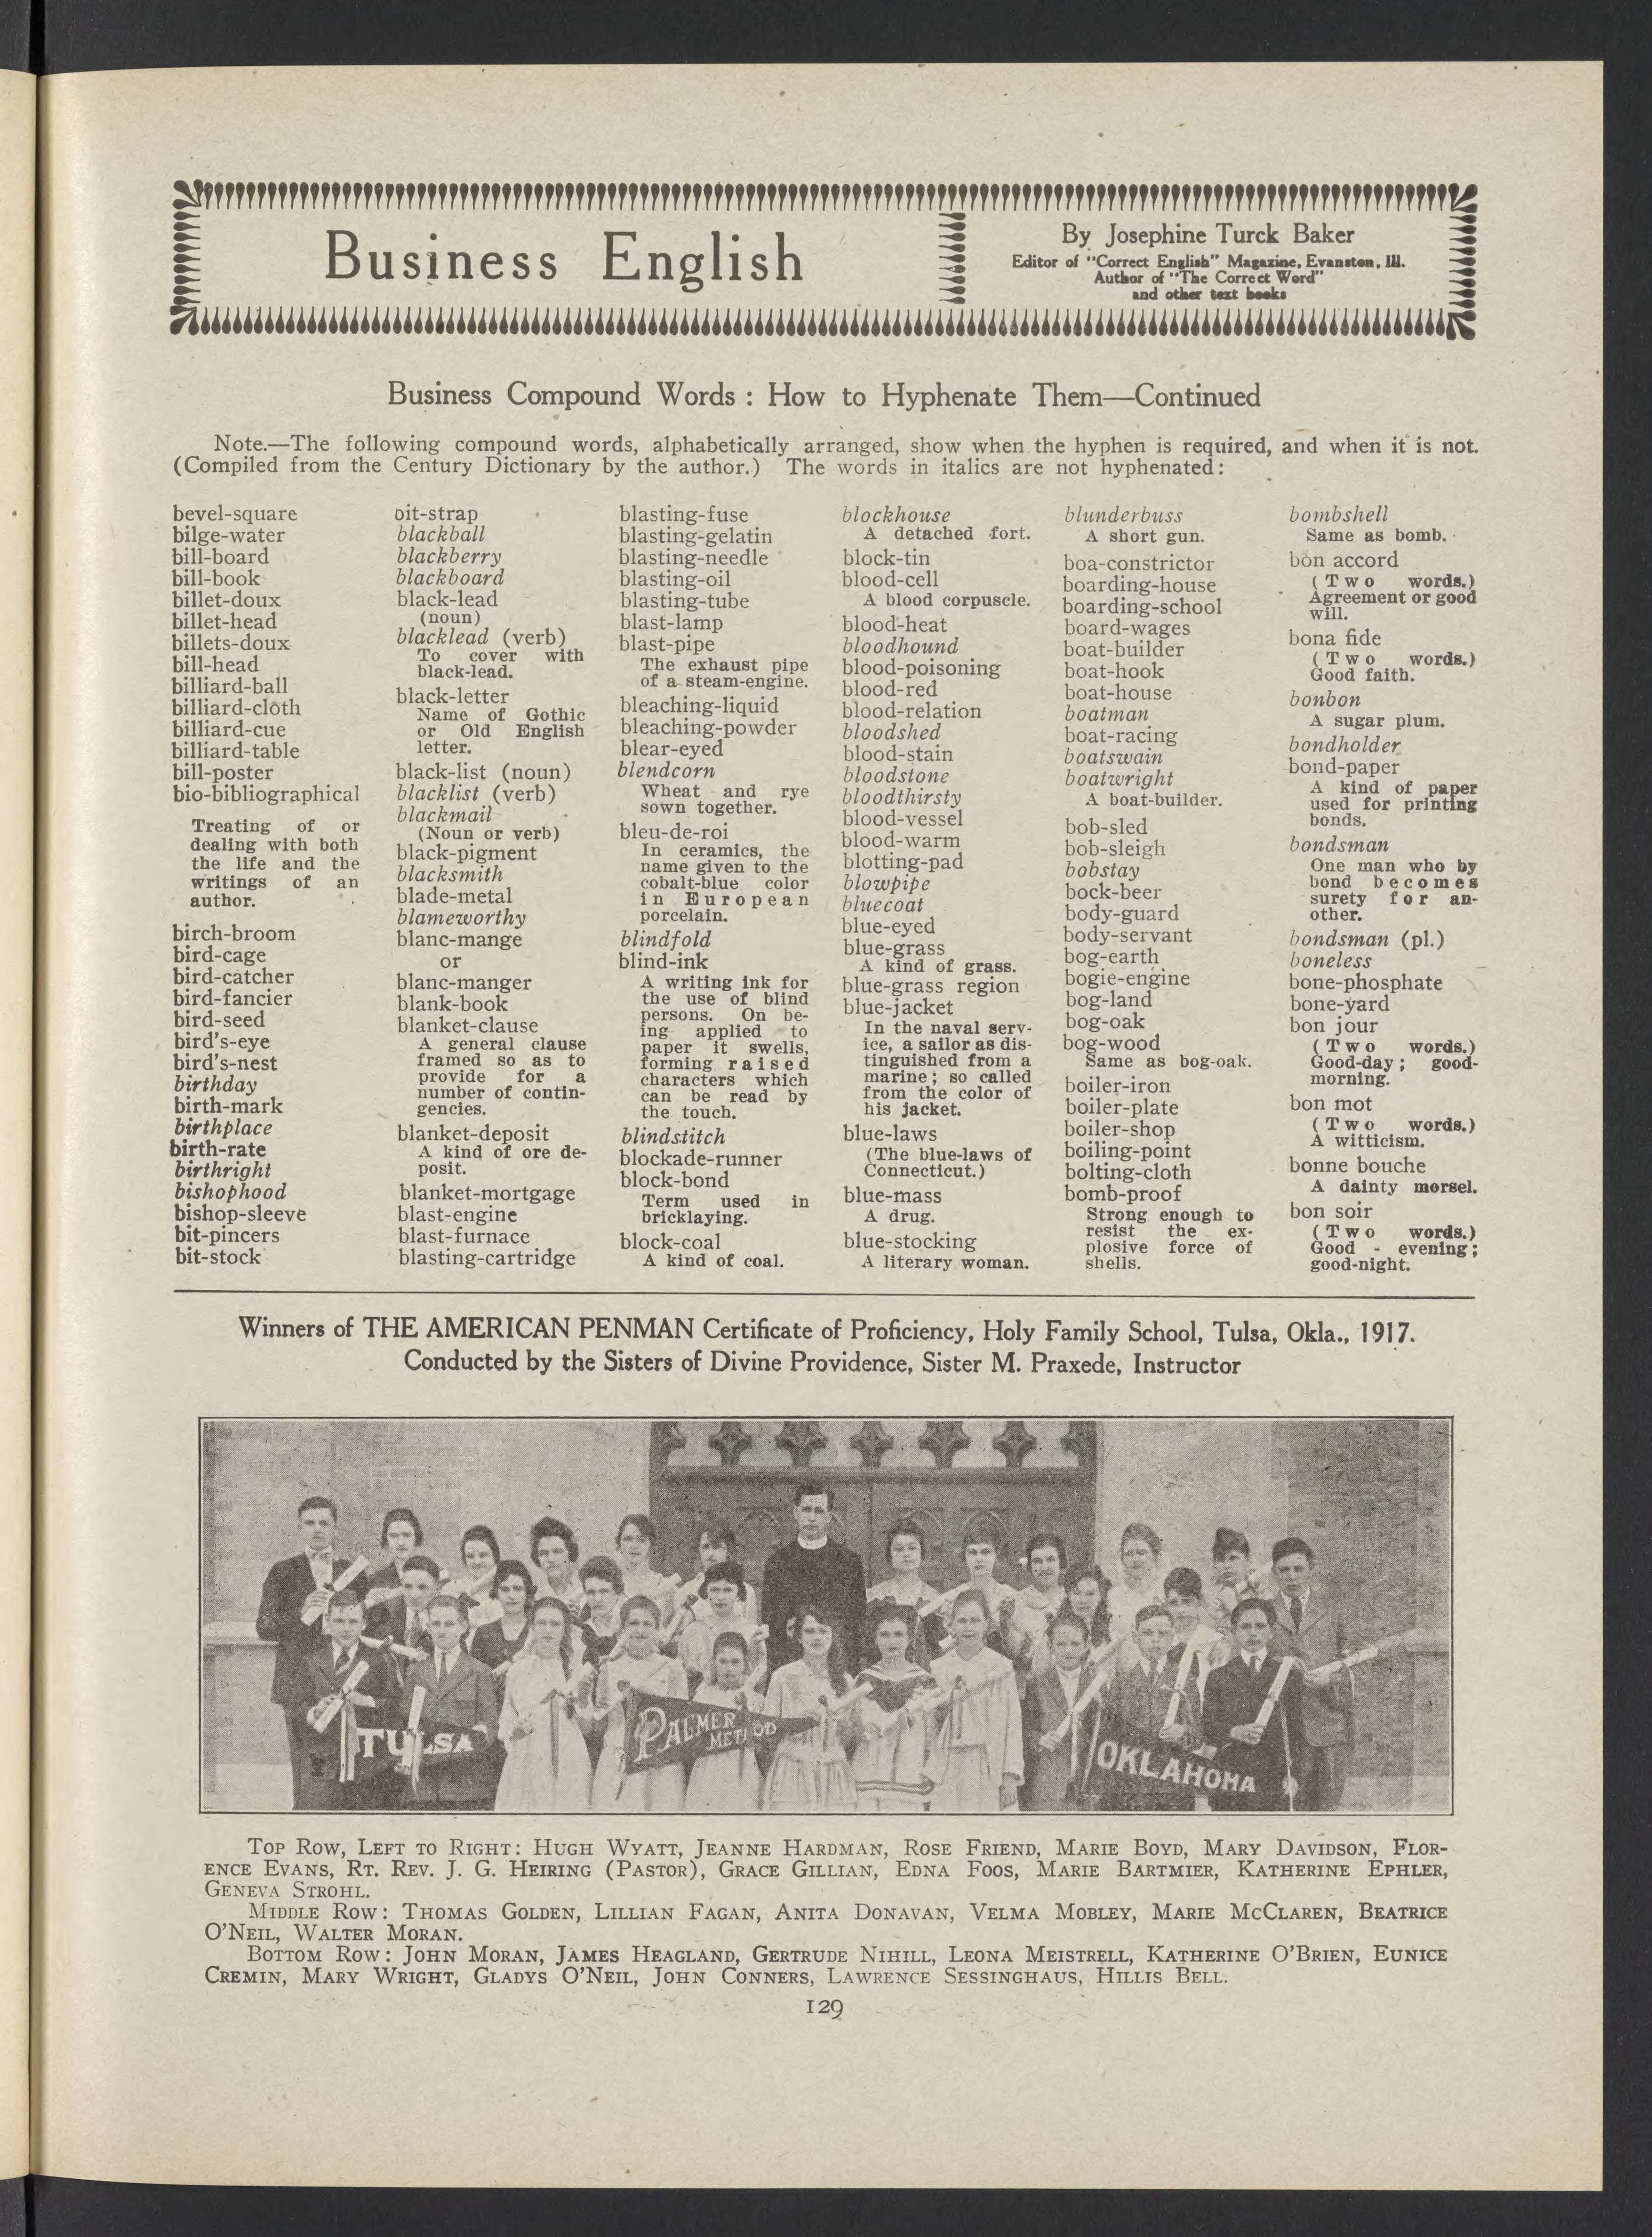 Business English
By Josephine Turck Baker
Editor of "Correct English" Magazine, Evanston, Ill.
Author of "The Correct Word"
and other text books
Business Compound Words : How to Hyphenate Them—Continued
Note.—The following compound words, alphabetically arranged, show when the hyphen is required, and when it is not.
(Compiled from the Century Dictionary by the author.) The words in italics are not hyphenated:
bevel-square
bilge-water
bill-board
bill-book
billet-doux
billet-head
billets-doux
bill-head
billiard-ball
billiard-cloth
billiard-cue
billiard-table
bill-poster
bio-bibliographical
Treating of or
dealing with both
the life and the
writings of an
author.
birch-broom
bird-cage
bird-catcher
bird-fancier
bird-seed
bird's-eye
bird's-nest
birthday
birth-mark
birthplace
birth-rate
birthright
bishophood
bishop-sleeve
bit-pincers
bit-stock
bit-strap
blackball
blackberry
blackboard
black-lead
(noun)
blacklead (verb)
To cover with
black-lead.
black-letter
Name of Gothic
or Old English
letter.
black-list (noun)
blacklist (verb)
blackmail
(Noun or verb)
black-pigment
blacksmith
blade-metal
blameworthy
blanc-mange
or
blanc-manger
blank-book
blanket-clause
A general clause
framed so as to
provide for a
number of contin-
gencies.
blanket-deposit
A kind of ore de-
posit.
blanket-mortgage
blast-engine
blast-furnace
blasting-cartridge
blasting-fuse
blasting-gelatin
blasting-needle
blasting-oil
blasting-tube
blast-lamp
blast-pipe
The exhaust pipe
of a steam-engine.
bleaching-liquid
bleaching-powder
blear-eyed
blendcorn
Wheat and rye
sown together.
bleu-de-roi
In ceramics, the
name given to the
cobalt-blue color
in European
porcelain.
blindfold
blind-ink
A writing ink for
the use of blind
persons. On be-
ing applied to
paper it swells,
forming raised
characters which
can be read by
the touch.
blindstitch
blockade-runner
block-bond
Term used in
bricklaying.
block-coal
A kind of coal.
blockhouse
A detached fort.
block-tin
blood-cell
A blood corpuscle.
blood-heat
bloodhound
blood-poisoning
blood-red
blood-relation
bloodshed
blood-stain
bloodstone
bloodthirsty
blood-vessel
blood-warm
blotting-pad
blowpipe
bluecoat
blue-eyed
blue-grass
A kind of grass.
blue-grass region
blue-jacket
In the naval serv-
ice, a sailor as dis-
tinguished from a
marine; so called
from the color of
his jacket.
blue-laws
(The blue-laws of
Connecticut.)
blue-mass
A drug.
blue-stocking
A literary woman.
blunderbuss
A short gun.
boa-constrictor
boarding-house
boarding-school
board-wages
boat-builder
boat-hook
boat-house
boatman
boat-racing
boatswain
boatwright
A boat-builder.
bob-sled
bob-sleigh
bobstay
bock-beer
body-guard
body-servant
bog-earth
bogie-engine
bog-land
bog-oak
bog-wood
Same as bog-oak.
boiler-iron
boiler-plate
boiler-shop
boiling-point
bolting-cloth
bomb-proof
Strong enough to
resist the ex-
plosive force of
shells.
bombshell
Same as bomb.
bon accord
(Two words.)
Agreement or good
will.
bona fide
(Two words.)
Good faith.
bonbon
A sugar plum.
bondholder
bond-paper
A kind of paper
used for printing
bonds.
bondsman
One man who by
bond becomes
surety for an-
other.
bondsman (pl.)
boneless
bone-phosphate
bone-yard
bon jour
(Two words.)
Good-day; good-
morning.
bon mot
(Two words.)
A witticism.
bonne bouche
A dainty morsel.
bon soir
(Two words.)
Good - evening;
good-night.
Winners of THE AMERICAN PENMAN Certificate of Proficiency, Holy Family School, Tulsa, Okla., 1917.
Conducted by the Sisters of Divine Providence, Sister M. Praxede, Instructor
TULSA
PALMER
METHOD
OKLAHOMA
TOP ROW, LEFT TO RIGHT: HUGH WYATT, JEANNE HARDMAN, ROSE FRIEND, MARIE BOYD, MARY DAVIDSON, FLOR-
ENCE EVANS, RT. REV. J. G. HEIRING (PASTOR), GRACE GILLIAN, EDNA FOOS, MARIE BARTMIER, KATHERINE EPHLER,
GENEVA STROHL.
MIDDLE ROW: THOMAS GOLDEN, LILLIAN FAGAN, ANITA DONAVAN, VELMA MOBLEY, MARIE MCCLAREN, BEATRICE
O'NEIL, WALTER MORAN.
BOTTOM ROW: JOHN MORAN, JAMES HEAGLAND, GERTRUDE NIHILL, LEONA MEISTRELL, KATHERINE O'BRIEN, EUNICE
CREMIN, MARY WRIGHT, GLADYS O'NEIL, JOHN CONNERS, LAWRENCE SESSINGHAUS, HILLIS BELL.
129